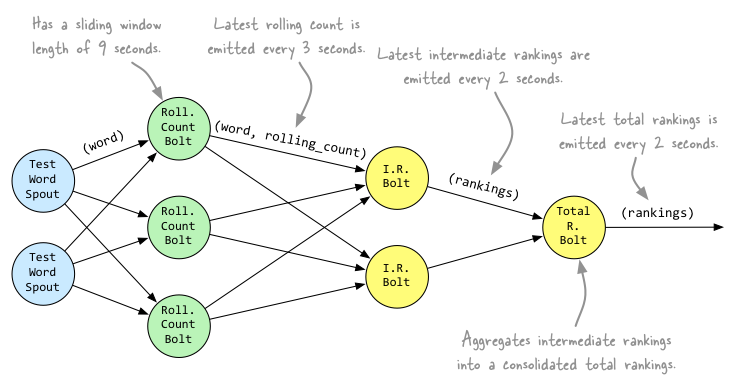 Has a sliding window
length of 9 seconds.
Latest rolling count is
emitted every 3 seconds.
Latest intermediate rankings are
emitted every 2 seconds.
Latest total rankings is
emitted every 2 seconds.
(word)
(word, rolling_count)
(rankings)
(rankings)
Test
Word
Spout
Test
Word
Spout
Roll.
Count
Bolt
Roll.
Count
Bolt
Roll.
Count
Bolt
I.R.
Bolt
I.R.
Bolt
Total
R.
Bolt
Aggregates intermediate rankings
into a consolidated total rankings.